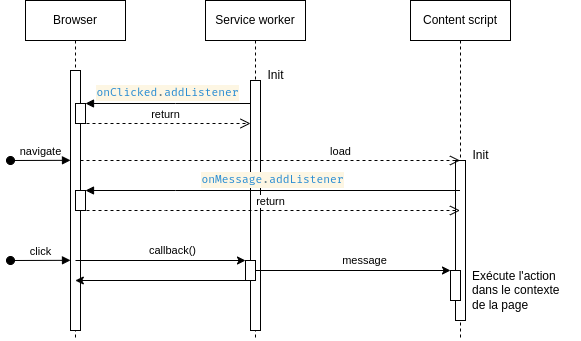 Browser
Service worker
Content script
Init
onClicked.addListener
return
navigate
load
Init
onMessage.addListener
return
click
callback()
message
Exécute l'action
dans le contexte
de la page